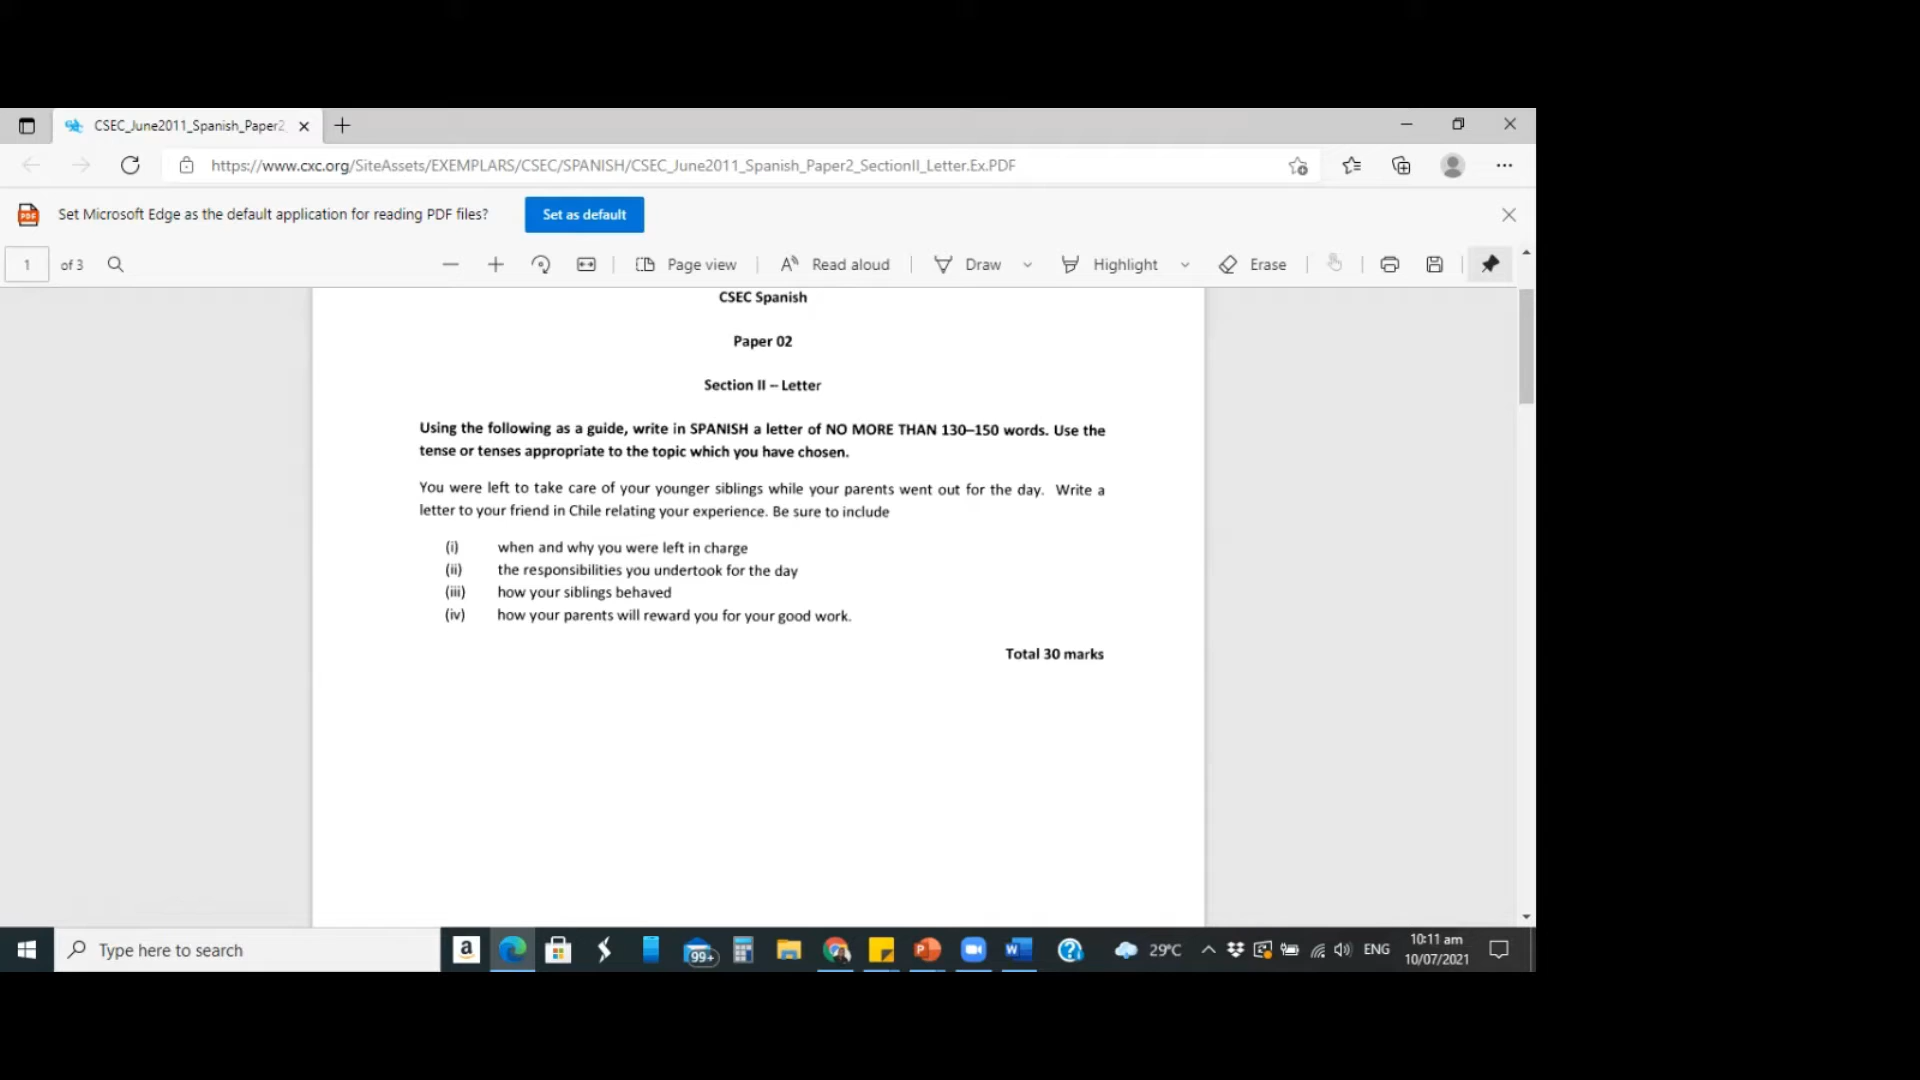 CSEC_June2011_Spanish_Paper2
https://www.cxc.org/SiteAssets/EXEMPLARS/CSEC/SPANISH/CSEC_June2011_Spanish_Paper2_SectionII_Letter.Ex.PDF
PDF Set Microsoft Edge as the default application for reading PDF files? Set as default
1 of 3 Page view Read aloud Draw Highlight Erase
CSEC Spanish
Paper 02
Section II – Letter
Using the following as a guide, write in SPANISH a letter of NO MORE THAN 130–150 words. Use the
tense or tenses appropriate to the topic which you have chosen.
You were left to take care of your younger siblings while your parents went out for the day. Write a
letter to your friend in Chile relating your experience. Be sure to include
(i) when and why you were left in charge
(ii) the responsibilities you undertook for the day
(iii) how your siblings behaved
(iv) how your parents will reward you for your good work.
Total 30 marks
Type here to search a 99+ P W ? 29°C ENG 10:11 am
10/07/2021